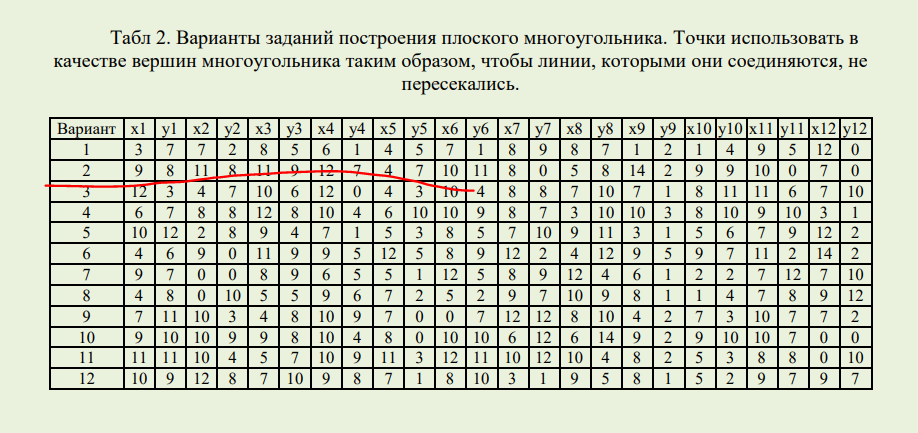 Табл 2. Варианты заданий построения плоского многоугольника. Точки использовать в
качестве вершин многоугольника таким образом, чтобы линии, которыми они соединяются, не
пересекались.
Вариант x1 y1 x2 y2 x3 y3 x4 y4 x5 y5 x6 y6 x7 y7 x8 y8 x9 y9 x10 y10 x11 y11 x12 y12
1 3 7 7 2 8 5 6 1 4 5 7 1 8 9 8 7 1 2 1 4 9 5 12 0
2 9 8 11 8 11 9 12 7 4 7 10 11 8 0 5 8 14 2 9 9 10 0 7 0
3 12 3 4 7 10 6 12 0 4 3 10 4 8 8 7 10 7 1 8 11 11 6 7 10
4 6 7 8 8 12 8 10 4 6 10 10 9 8 7 3 10 10 3 8 10 9 10 3 1
5 10 12 2 8 9 4 7 1 5 3 8 5 7 10 9 11 3 1 5 6 7 9 12 2
6 4 6 9 0 11 9 9 5 12 5 8 9 12 2 4 12 9 5 9 7 11 2 14 2
7 9 7 0 0 8 9 6 5 5 1 12 5 8 9 12 4 6 1 2 2 7 12 7 10
8 4 8 0 10 5 5 9 6 7 2 5 2 9 7 10 9 8 1 1 4 7 8 9 12
9 7 11 10 3 4 8 10 9 7 0 0 7 12 12 8 10 4 2 7 3 10 7 7 2
10 9 10 10 9 9 8 10 4 8 0 10 10 6 12 6 14 9 2 9 10 10 7 0 0
11 11 11 10 4 5 7 10 9 11 3 12 11 10 12 10 4 8 2 5 3 8 8 0 10
12 10 9 12 8 7 10 9 8 7 1 8 10 3 1 9 5 8 1 5 2 9 7 9 7